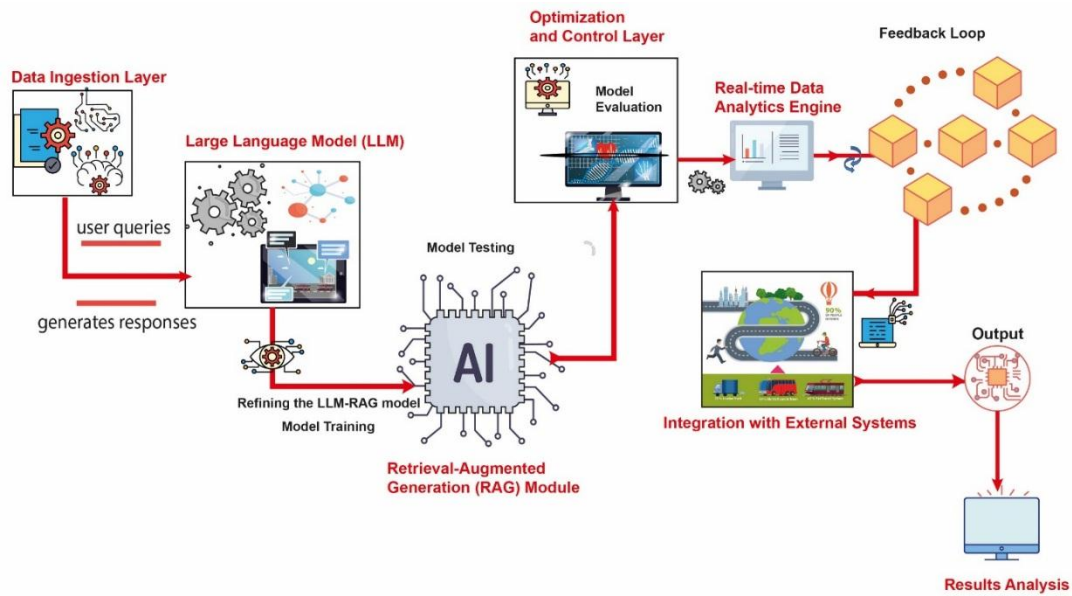 Data Ingestion Layer
user queries
generates responses
Large Language Model (LLM)
Refining the LLM-RAG model
Model Training
Model Testing
AI
Retrieval-Augmented
Generation (RAG) Module
Optimization
and Control Layer
Model
Evaluation
Real-time Data
Analytics Engine
Feedback Loop
90%
Integration with External Systems
Output
Results Analysis